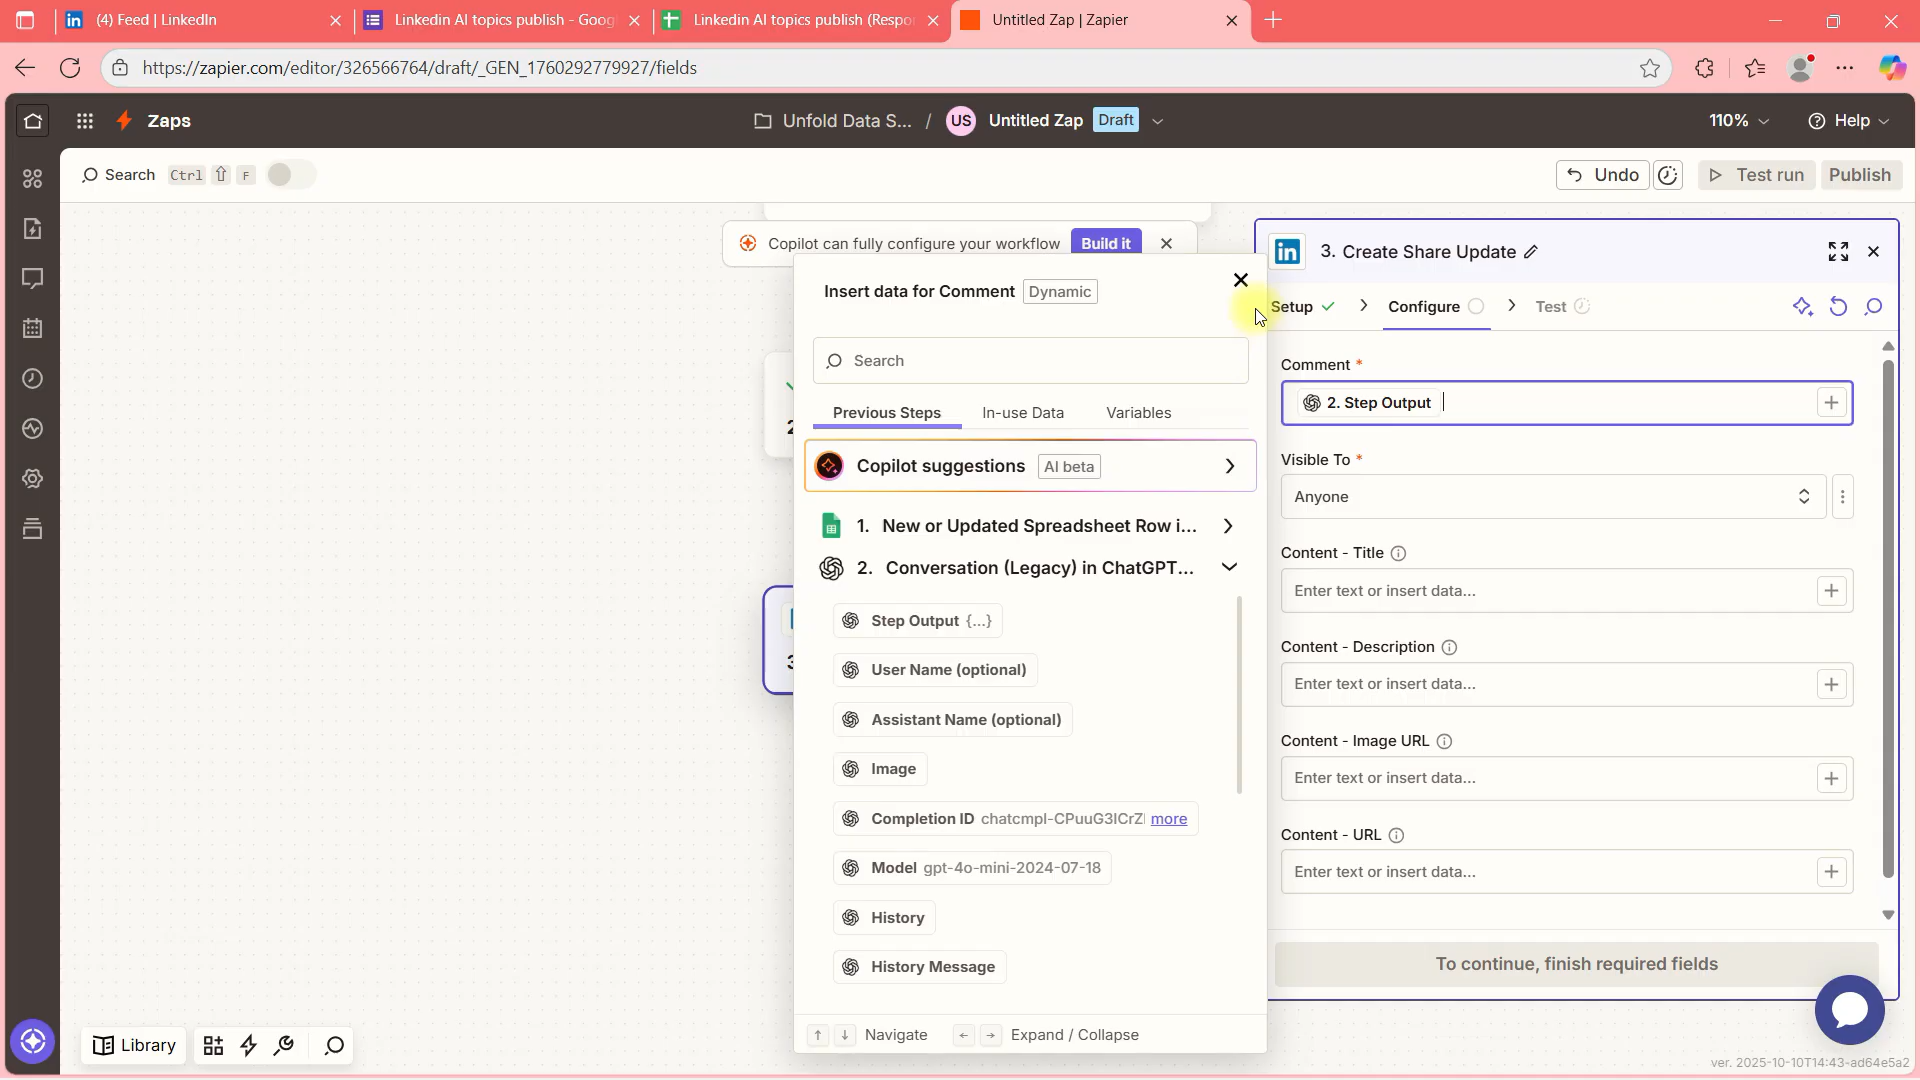 (4) Feed | LinkedIn
Linkedin AI topics publish - Goog
Linkedin AI topics publish (Respo
Untitled Zap | Zapier
https://zapier.com/editor/326566764/draft/_GEN_1760292779927/fields
Zaps
Unfold Data S... / US Untitled Zap Draft
110%
Help
Search Ctrl F
Undo
Test run
Publish
Copilot can fully configure your workflow Build it
Insert data for Comment Dynamic
Search
Previous Steps In-use Data Variables
Copilot suggestions AI beta
1. New or Updated Spreadsheet Row i...
2. Conversation (Legacy) in ChatGPT...
Step Output {...}
User Name (optional)
Assistant Name (optional)
Image
Completion ID chatcmpl-CPuuG3ICrZ more
Model gpt-4o-mini-2024-07-18
History
History Message
Navigate Expand / Collapse
3. Create Share Update
Setup Configure Test
Comment *
2. Step Output
Visible To *
Anyone
Content - Title
Enter text or insert data...
Content - Description
Enter text or insert data...
Content - Image URL
Enter text or insert data...
Content - URL
Enter text or insert data...
To continue, finish required fields
Library
ver. 2025-10-10T14:43-ad64e5a2